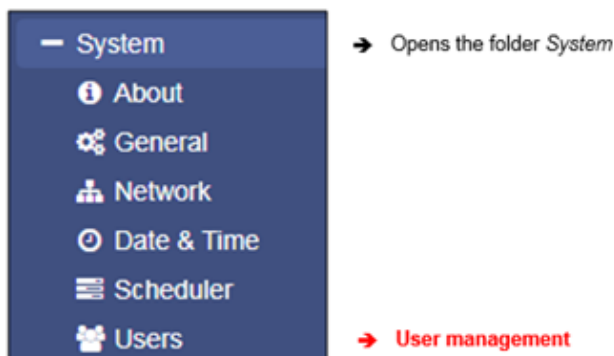 System → Opens the folder System
About
General
Network
Date & Time
Scheduler
Users → User management